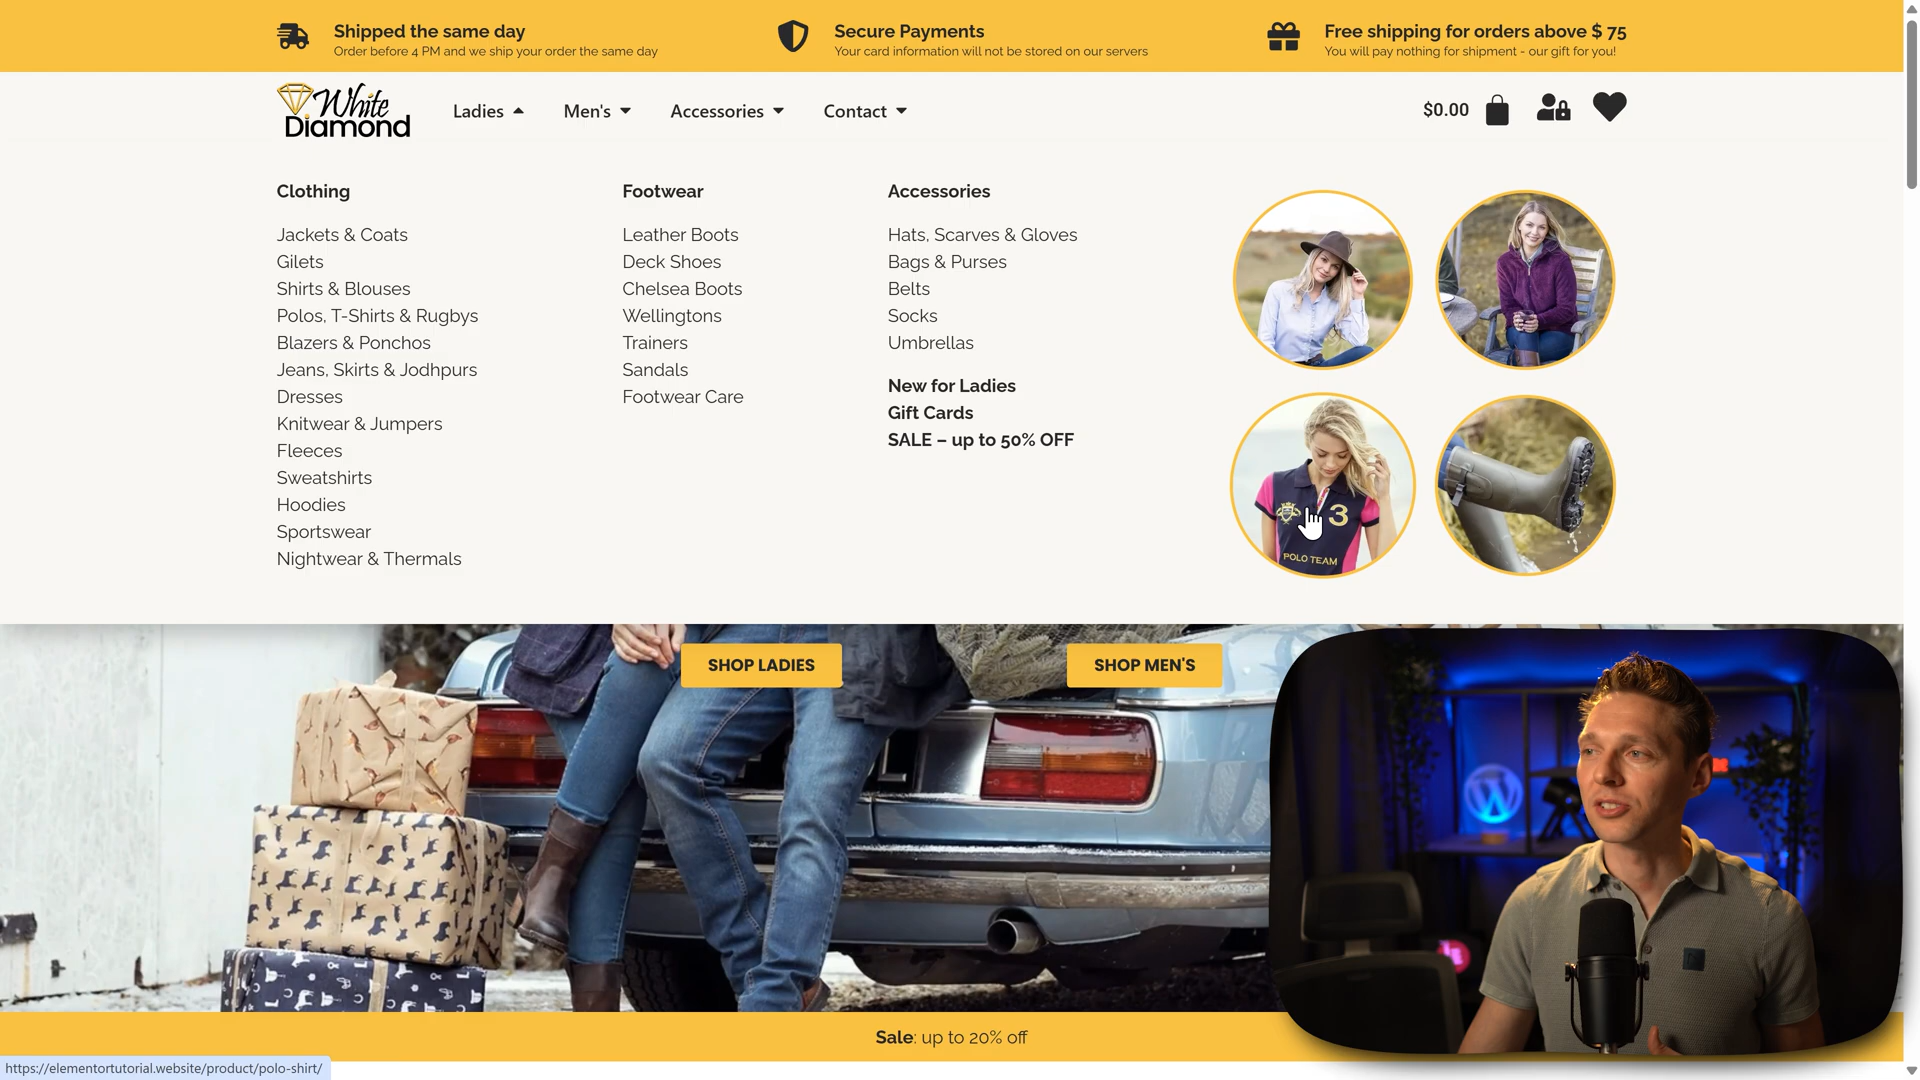 Shipped the same day
Order before 4 PM and we ship your order the same day
Secure Payments
Your card information will not be stored on our servers
Free shipping for orders above $ 75
You will pay nothing for shipment - our gift for you!
White
Diamond
Ladies
Men's
Accessories
Contact
$0.00
Clothing
Jackets & Coats
Gilets
Shirts & Blouses
Polos, T-Shirts & Rugbys
Blazers & Ponchos
Jeans, Skirts & Jodhpurs
Dresses
Knitwear & Jumpers
Fleeces
Sweatshirts
Hoodies
Sportswear
Nightwear & Thermals
Footwear
Leather Boots
Deck Shoes
Chelsea Boots
Wellingtons
Trainers
Sandals
Footwear Care
Accessories
Hats, Scarves & Gloves
Bags & Purses
Belts
Socks
Umbrellas
New for Ladies
Gift Cards
SALE – up to 50% OFF
3
POLO TEAM
SHOP LADIES
SHOP MEN'S
Sale: up to 20% off
https://elementortutorial.website/product/polo-shirt/